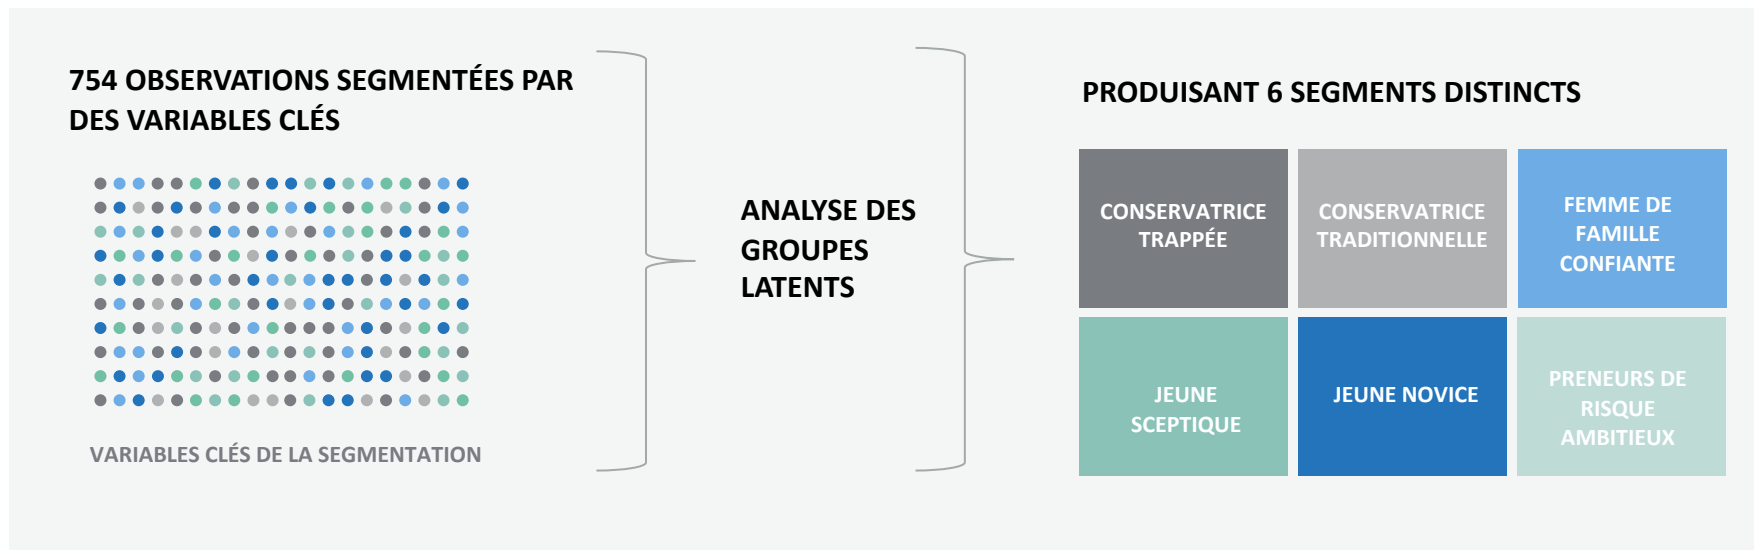 754 OBSERVATIONS SEGMENTÉES PAR
DES VARIABLES CLÉS
VARIABLES CLÉS DE LA SEGMENTATION
ANALYSE DES
GROUPES
LATENTS
PRODUISANT 6 SEGMENTS DISTINCTS
CONSERVATRICE
TRAPPÉE
CONSERVATRICE
TRADITIONNELLE
FEMME DE
FAMILLE
CONFIANTE
JEUNE
SCEPTIQUE
JEUNE NOVICE
PRENEURS DE
RISQUE
AMBITIEUX